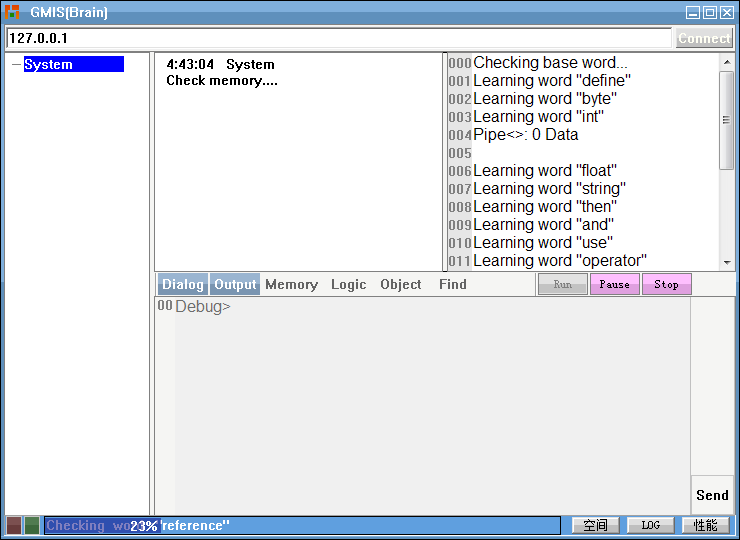 GMIS(Brain)
127.0.0.1
Connect
System
4:43:04 System
Check memory....
000 Checking base word...
001 Learning word "define"
002 Learning word "byte"
003 Learning word "int"
004 Pipe<>: 0 Data
005
006 Learning word "float"
007 Learning word "string"
008 Learning word "then"
009 Learning word "and"
010 Learning word "use"
011 Learning word "operator"
Dialog Output Memory Logic Object Find Run Pause Stop
00 Debug>
Send
Checking 23% "reference"
空间 LOG 性能